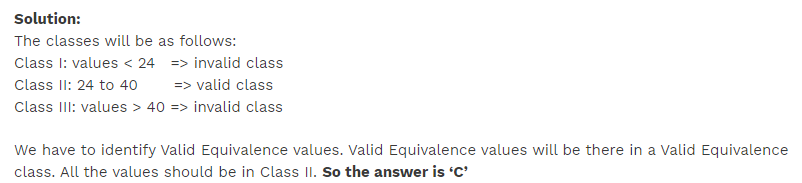 Solution:
The classes will be as follows:
Class I: values < 24 => invalid class
Class II: 24 to 40 => valid class
Class III: values > 40 => invalid class
We have to identify Valid Equivalence values. Valid Equivalence values will be there in a Valid Equivalence
class. All the values should be in Class II. So the answer is ‘C’